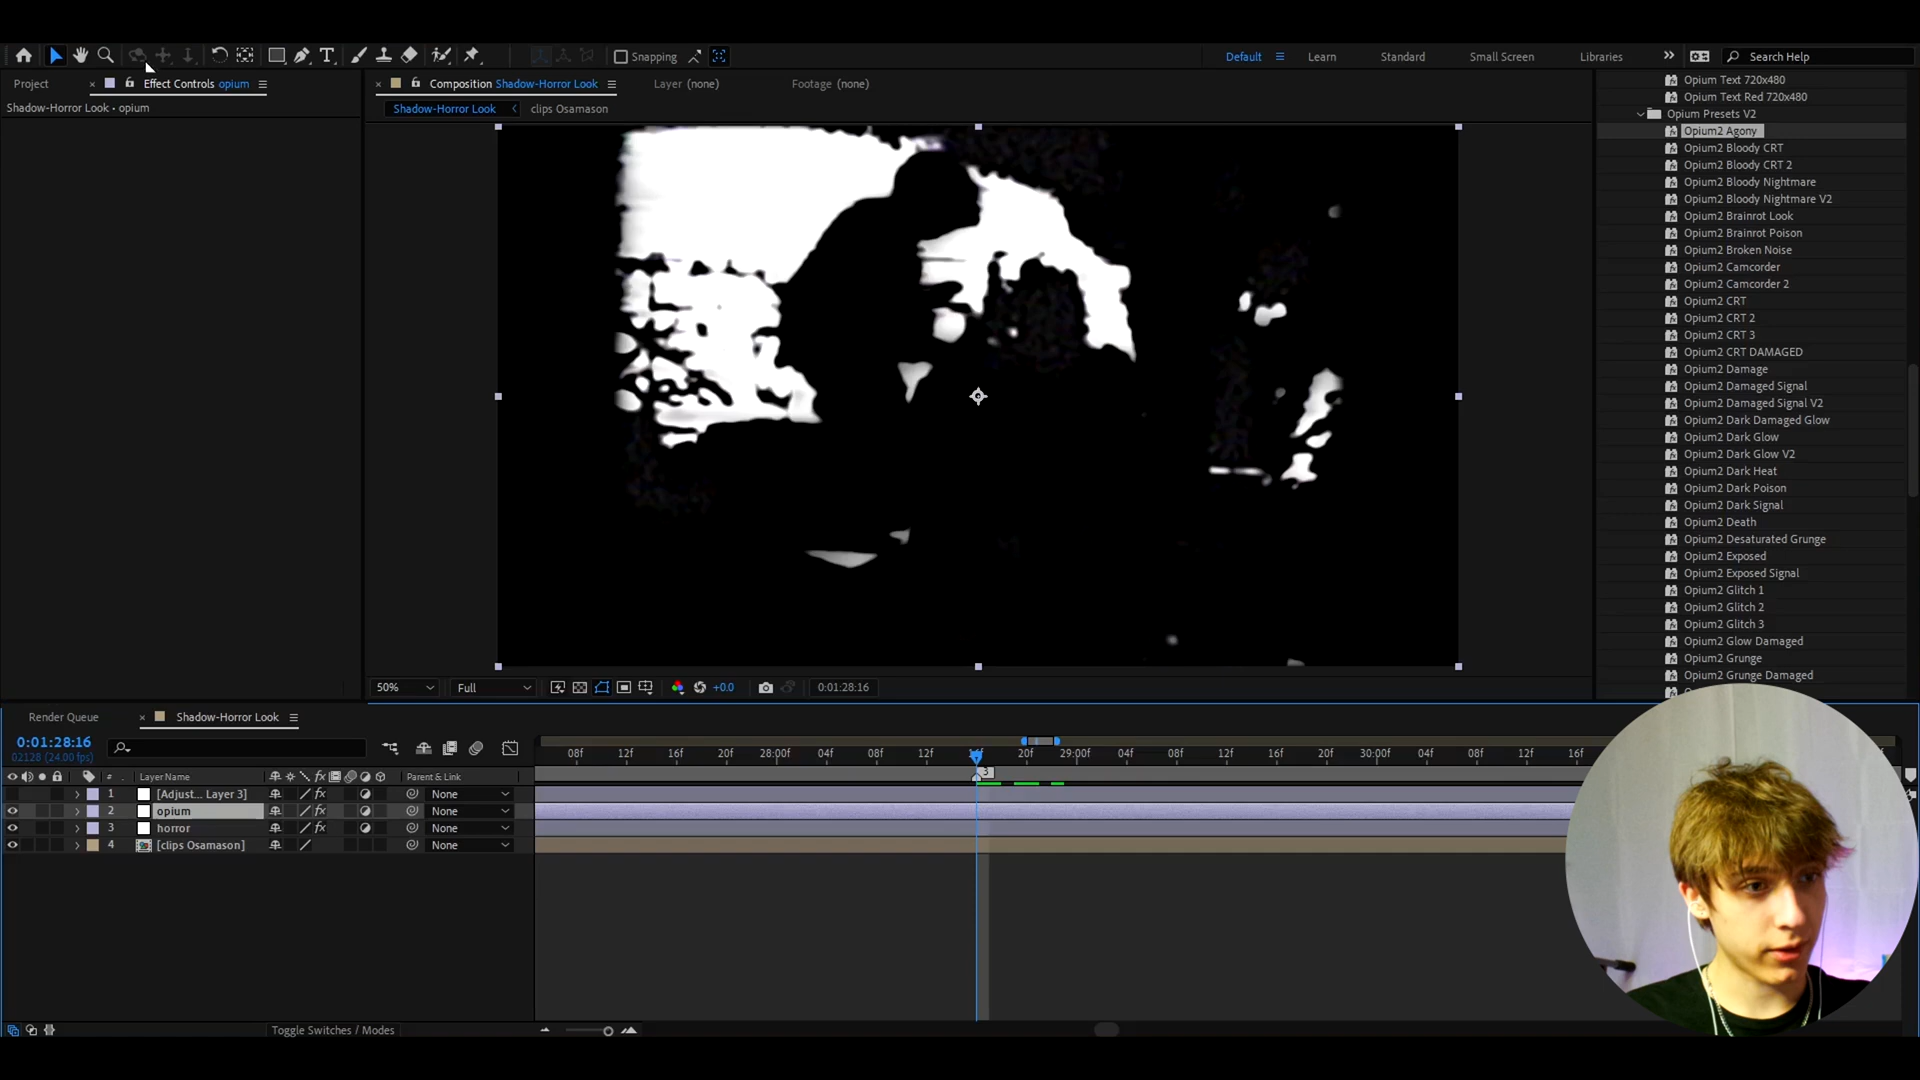 Snapping
Default
Learn
Standard
Small Screen
Libraries
Search Help
Project
Effect Controls opium
Composition Shadow-Horror Look
Layer (none)
Footage (none)
Shadow-Horror Look • opium
Shadow-Horror Look
clips Osamason
Opium Text 720x480
Opium Text Red 720x480
Opium Presets V2
Opium2 Agony
Opium2 Bloody CRT
Opium2 Bloody CRT 2
Opium2 Bloody Nightmare
Opium2 Bloody Nightmare V2
Opium2 Brainrot Look
Opium2 Brainrot Poison
Opium2 Broken Noise
Opium2 Camcorder
Opium2 Camcorder 2
Opium2 CRT
Opium2 CRT 2
Opium2 CRT 3
Opium2 CRT DAMAGED
Opium2 Damage
Opium2 Damaged Signal
Opium2 Damaged Signal V2
Opium2 Dark Damaged Glow
Opium2 Dark Glow
Opium2 Dark Glow V2
Opium2 Dark Heat
Opium2 Dark Poison
Opium2 Dark Signal
Opium2 Death
Opium2 Desaturated Grunge
Opium2 Exposed
Opium2 Exposed Signal
Opium2 Glitch 1
Opium2 Glitch 2
Opium2 Glitch 3
Opium2 Glow Damaged
Opium2 Grunge
Opium2 Grunge Damaged
50%
Full
+0.0
0:01:28:16
Render Queue
Shadow-Horror Look
0:01:28:16
02128 (24.00 fps)
08f 12f 16f 20f 28:00f 04f 08f 12f 20f 29:00f 04f 08f 12f 16f 20f 30:00f 04f 08f 12f 16f
3
# Layer Name Parent & Link
1 [Adjust... Layer 3] None
2 opium None
3 horror None
4 [clips Osamason] None
Toggle Switches / Modes